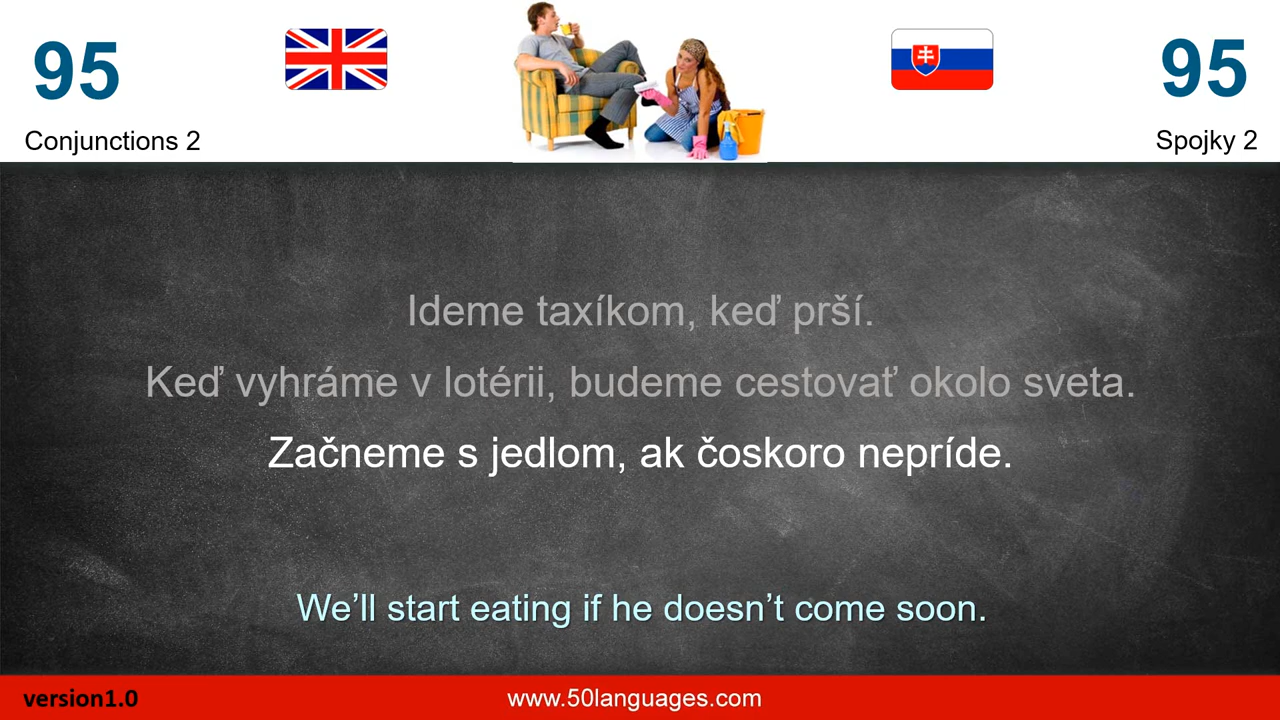 95
95
Conjunctions 2
Spojky 2
Ideme taxíkom, keď prší.
Keď vyhráme v lotérii, budeme cestovať okolo sveta.
Začneme s jedlom, ak čoskoro nepríde.
We’ll start eating if he doesn’t come soon.
version1.0
www.50languages.com